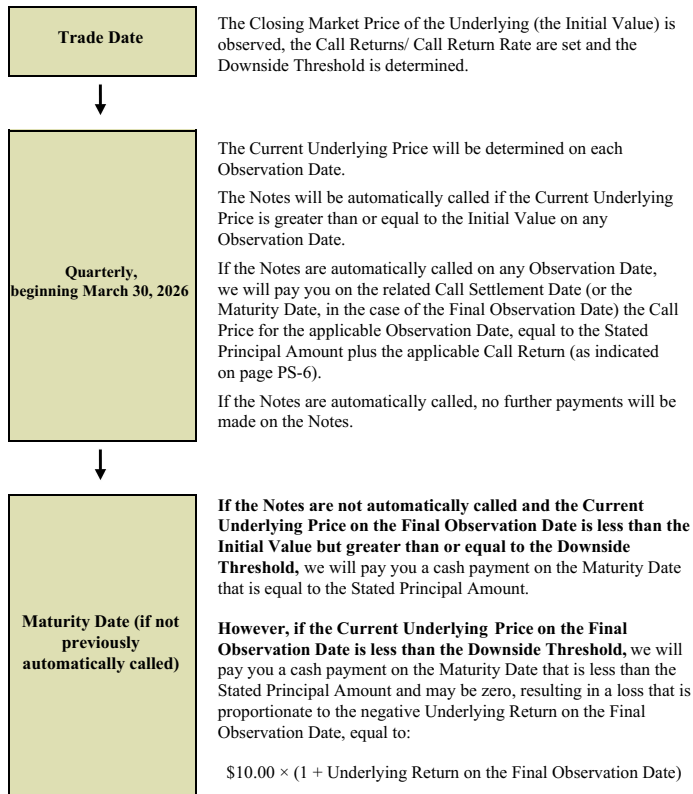 Trade Date
The Closing Market Price of the Underlying (the Initial Value) is
observed, the Call Returns/ Call Return Rate are set and the
Downside Threshold is determined.
Quarterly,
beginning March 30, 2026
The Current Underlying Price will be determined on each
Observation Date.
The Notes will be automatically called if the Current Underlying
Price is greater than or equal to the Initial Value on any
Observation Date.
If the Notes are automatically called on any Observation Date,
we will pay you on the related Call Settlement Date (or the
Maturity Date, in the case of the Final Observation Date) the Call
Price for the applicable Observation Date, equal to the Stated
Principal Amount plus the applicable Call Return (as indicated
on page PS-6).
If the Notes are automatically called, no further payments will be
made on the Notes.
Maturity Date (if not
previously
automatically called)
If the Notes are not automatically called and the Current
Underlying Price on the Final Observation Date is less than the
Initial Value but greater than or equal to the Downside
Threshold, we will pay you a cash payment on the Maturity Date
that is equal to the Stated Principal Amount.
However, if the Current Underlying Price on the Final
Observation Date is less than the Downside Threshold, we will
pay you a cash payment on the Maturity Date that is less than the
Stated Principal Amount and may be zero, resulting in a loss that is
proportionate to the negative Underlying Return on the Final
Observation Date, equal to:
$10.00 × (1 + Underlying Return on the Final Observation Date)